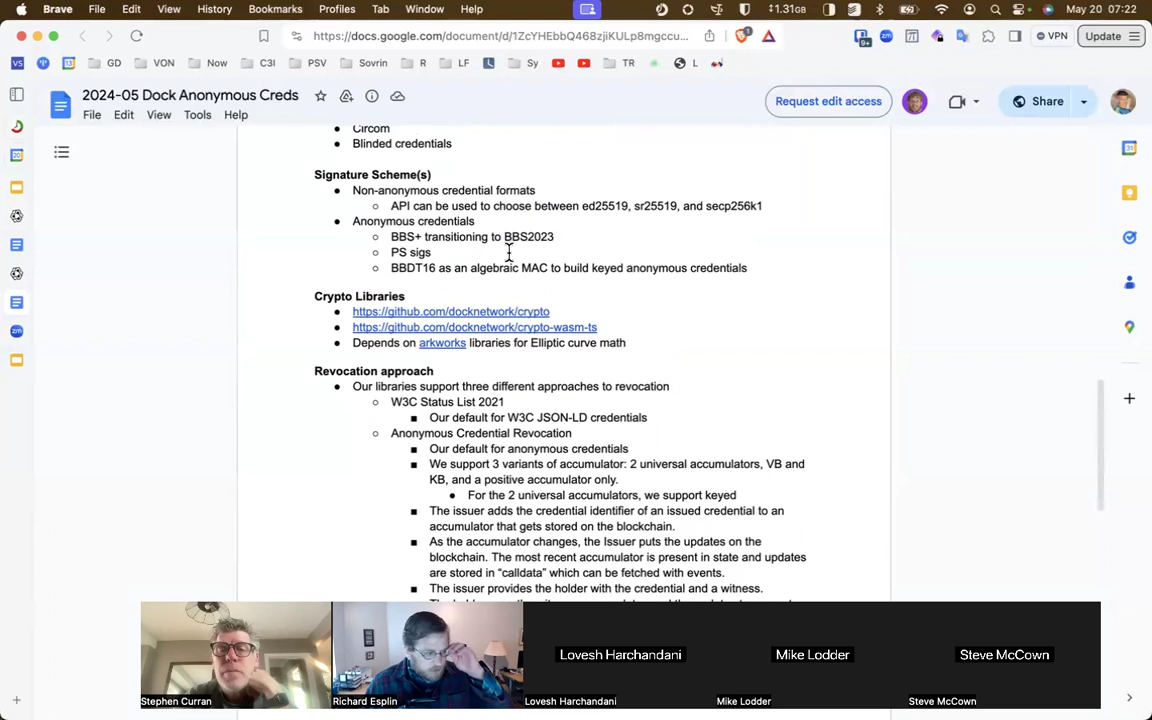 Brave File Edit View History Bookmarks Profiles Tab Window Help 1.31GB May 20 07:22
https://docs.google.com/document/d/1ZcYHEbbQ468zjiKULp8mgccu... 9+ VPN Update
VS GD VON Now C3I PSV Sovrin R LF Sy TR L
2024-05 Dock Anonymous Creds
File Edit View Tools Help
Request edit access
Share
Circom
Blinded credentials
Signature Scheme(s)
Non-anonymous credential formats
API can be used to choose between ed25519, sr25519, and secp256k1
Anonymous credentials
BBS+ transitioning to BBS2023
PS sigs
BBDT16 as an algebraic MAC to build keyed anonymous credentials
Crypto Libraries
https://github.com/docknetwork/crypto
https://github.com/docknetwork/crypto-wasm-ts
Depends on arkworks libraries for Elliptic curve math
Revocation approach
Our libraries support three different approaches to revocation
W3C Status List 2021
Our default for W3C JSON-LD credentials
Anonymous Credential Revocation
Our default for anonymous credentials
We support 3 variants of accumulator: 2 universal accumulators, VB and
KB, and a positive accumulator only.
For the 2 universal accumulators, we support keyed
The issuer adds the credential identifier of an issued credential to an
accumulator that gets stored on the blockchain.
As the accumulator changes, the Issuer puts the updates on the
blockchain. The most recent accumulator is present in state and updates
are stored in “calldata” which can be fetched with events.
The issuer provides the holder with the credential and a witness.
Lovesh Harchandani
Mike Lodder
Steve McCown
Stephen Curran
Richard Esplin
Lovesh Harchandani
Mike Lodder
Steve McCown